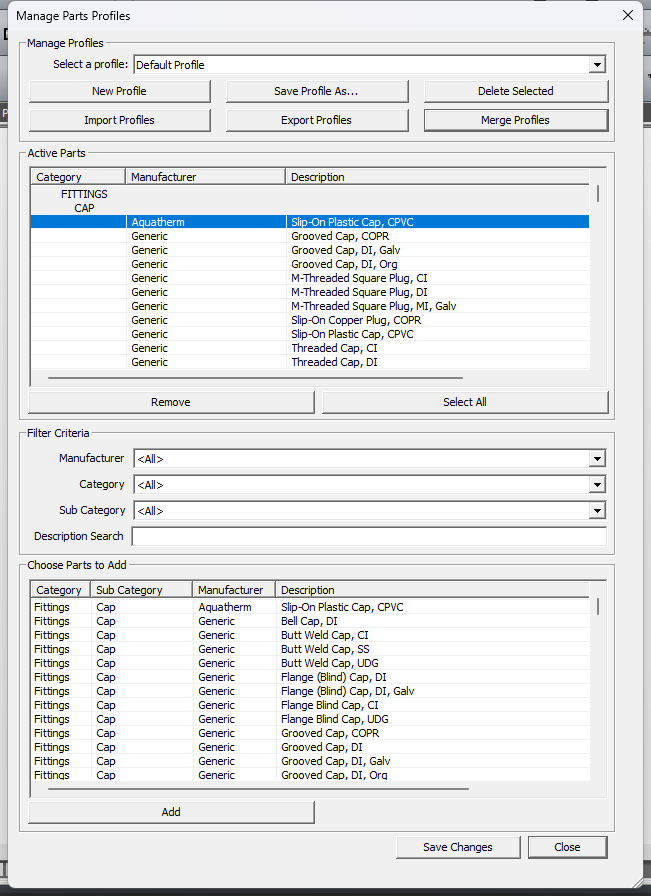 Manage Parts Profiles
Manage Profiles
Select a profile: Default Profile
New Profile Save Profile As... Delete Selected
Import Profiles Export Profiles Merge Profiles
Active Parts
Category Manufacturer Description
FITTINGS
CAP
Aquatherm Slip-On Plastic Cap, CPVC
Generic Grooved Cap, COPR
Generic Grooved Cap, DI, Galv
Generic Grooved Cap, DI, Org
Generic M-Threaded Square Plug, CI
Generic M-Threaded Square Plug, DI
Generic M-Threaded Square Plug, MI, Galv
Generic Slip-On Copper Plug, COPR
Generic Slip-On Plastic Cap, CPVC
Generic Threaded Cap, CI
Generic Threaded Cap, DI
Remove Select All
Filter Criteria
Manufacturer <All>
Category <All>
Sub Category <All>
Description Search
Choose Parts to Add
Category Sub Category Manufacturer Description
Fittings Cap Aquatherm Slip-On Plastic Cap, CPVC
Fittings Cap Generic Bell Cap, DI
Fittings Cap Generic Butt Weld Cap, CI
Fittings Cap Generic Butt Weld Cap, SS
Fittings Cap Generic Butt Weld Cap, UDG
Fittings Cap Generic Flange (Blind) Cap, DI
Fittings Cap Generic Flange (Blind) Cap, DI, Galv
Fittings Cap Generic Flange Blind Cap, CI
Fittings Cap Generic Flange Blind Cap, UDG
Fittings Cap Generic Grooved Cap, COPR
Fittings Cap Generic Grooved Cap, DI
Fittings Cap Generic Grooved Cap, DI, Galv
Fittings Cap Generic Grooved Cap, DI, Org
Add
Save Changes Close